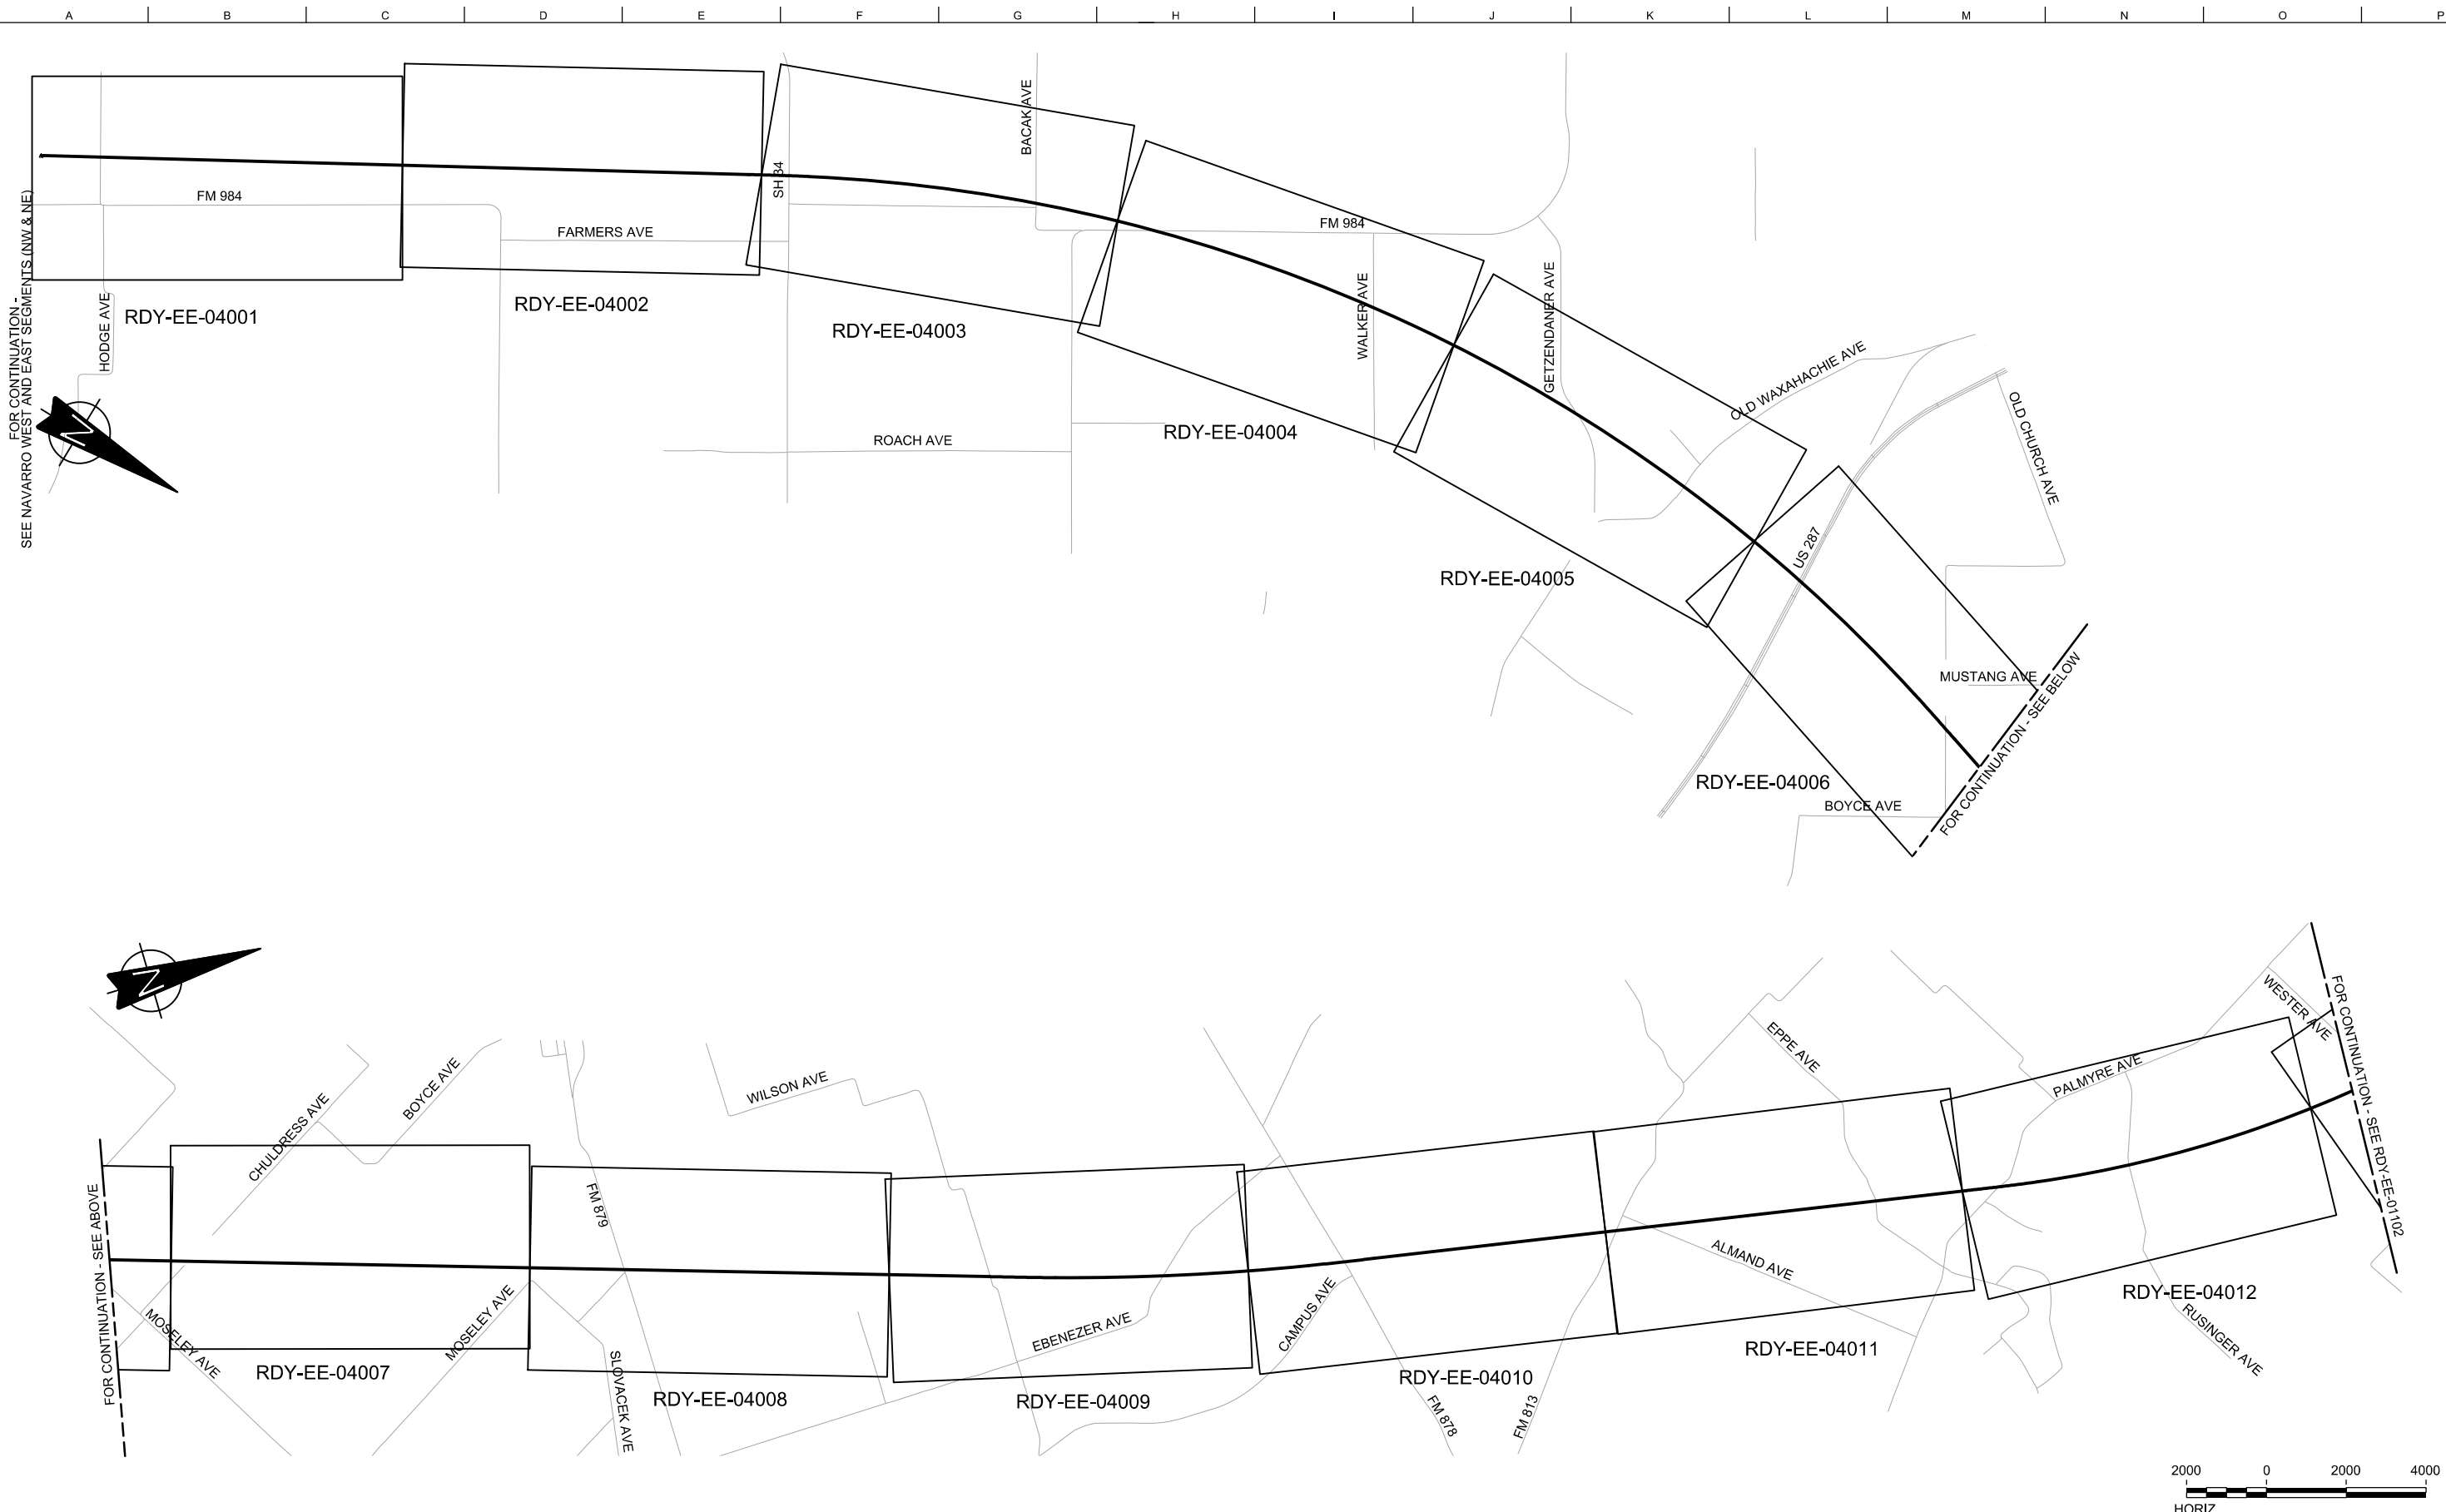 A B C D E F G H I J K L M N O P
BACAK AVE
SH 34
FM 984
FARMERS AVE
FM 984
FOR CONTINUATION -
SEE NAVARRO WEST AND EAST SEGMENTS (NW & NE)
HODGE AVE
RDY-EE-04001
RDY-EE-04002
RDY-EE-04003
WALKER AVE
GETZENDANER AVE
OLD WAXAHACHIE AVE
OLD CHURCH AVE
N
ROACH AVE
RDY-EE-04004
US 287
RDY-EE-04005
MUSTANG AVE
FOR CONTINUATION - SEE BELOW
RDY-EE-04006
BOYCE AVE
N
WESTER AVE
FOR CONTINUATION - SEE RDY-EE-01102
EPPE AVE
PALMYRE AVE
WILSON AVE
BOYCE AVE
CHULDRESS AVE
FM 879
FOR CONTINUATION - SEE ABOVE
ALMAND AVE
MOSELEY AVE
MOSELEY AVE
EBENEZER AVE
CAMPUS AVE
RDY-EE-04012
RUSINGER AVE
RDY-EE-04007
SLOVACEK AVE
RDY-EE-04008
RDY-EE-04009
RDY-EE-04010
RDY-EE-04011
FM 878
FM 813
2000 0 2000 4000
HORIZ